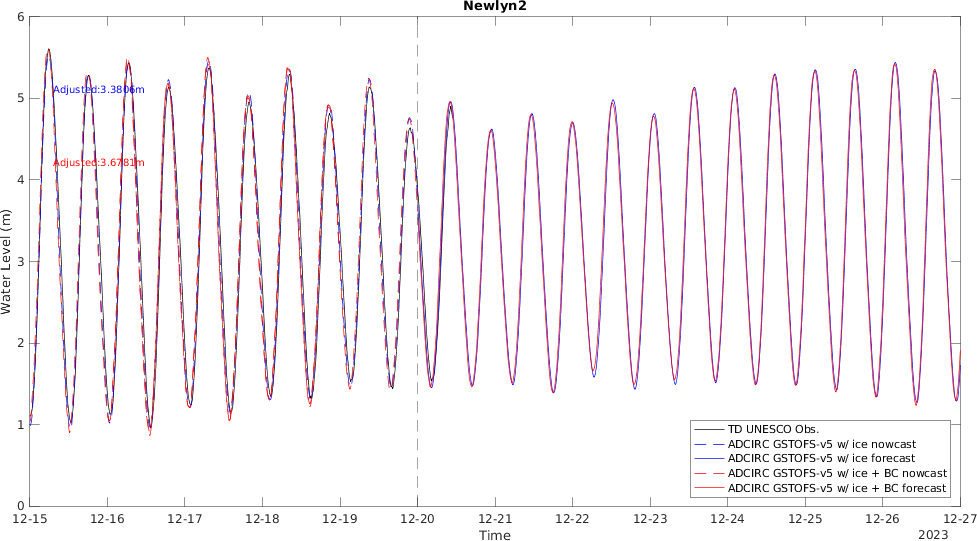 Newlyn2
6
5
4
3
2
1
0
Water Level (m)
Adjusted:3.3806m
Adjusted:3.6781m
TD UNESCO Obs.
ADCIRC GSTOFS-v5 w/ ice nowcast
ADCIRC GSTOFS-v5 w/ ice forecast
ADCIRC GSTOFS-v5 w/ ice + BC nowcast
ADCIRC GSTOFS-v5 w/ ice + BC forecast
12-15 12-16 12-17 12-18 12-19 12-20 12-21 12-22 12-23 12-24 12-25 12-26 12-27
Time
2023